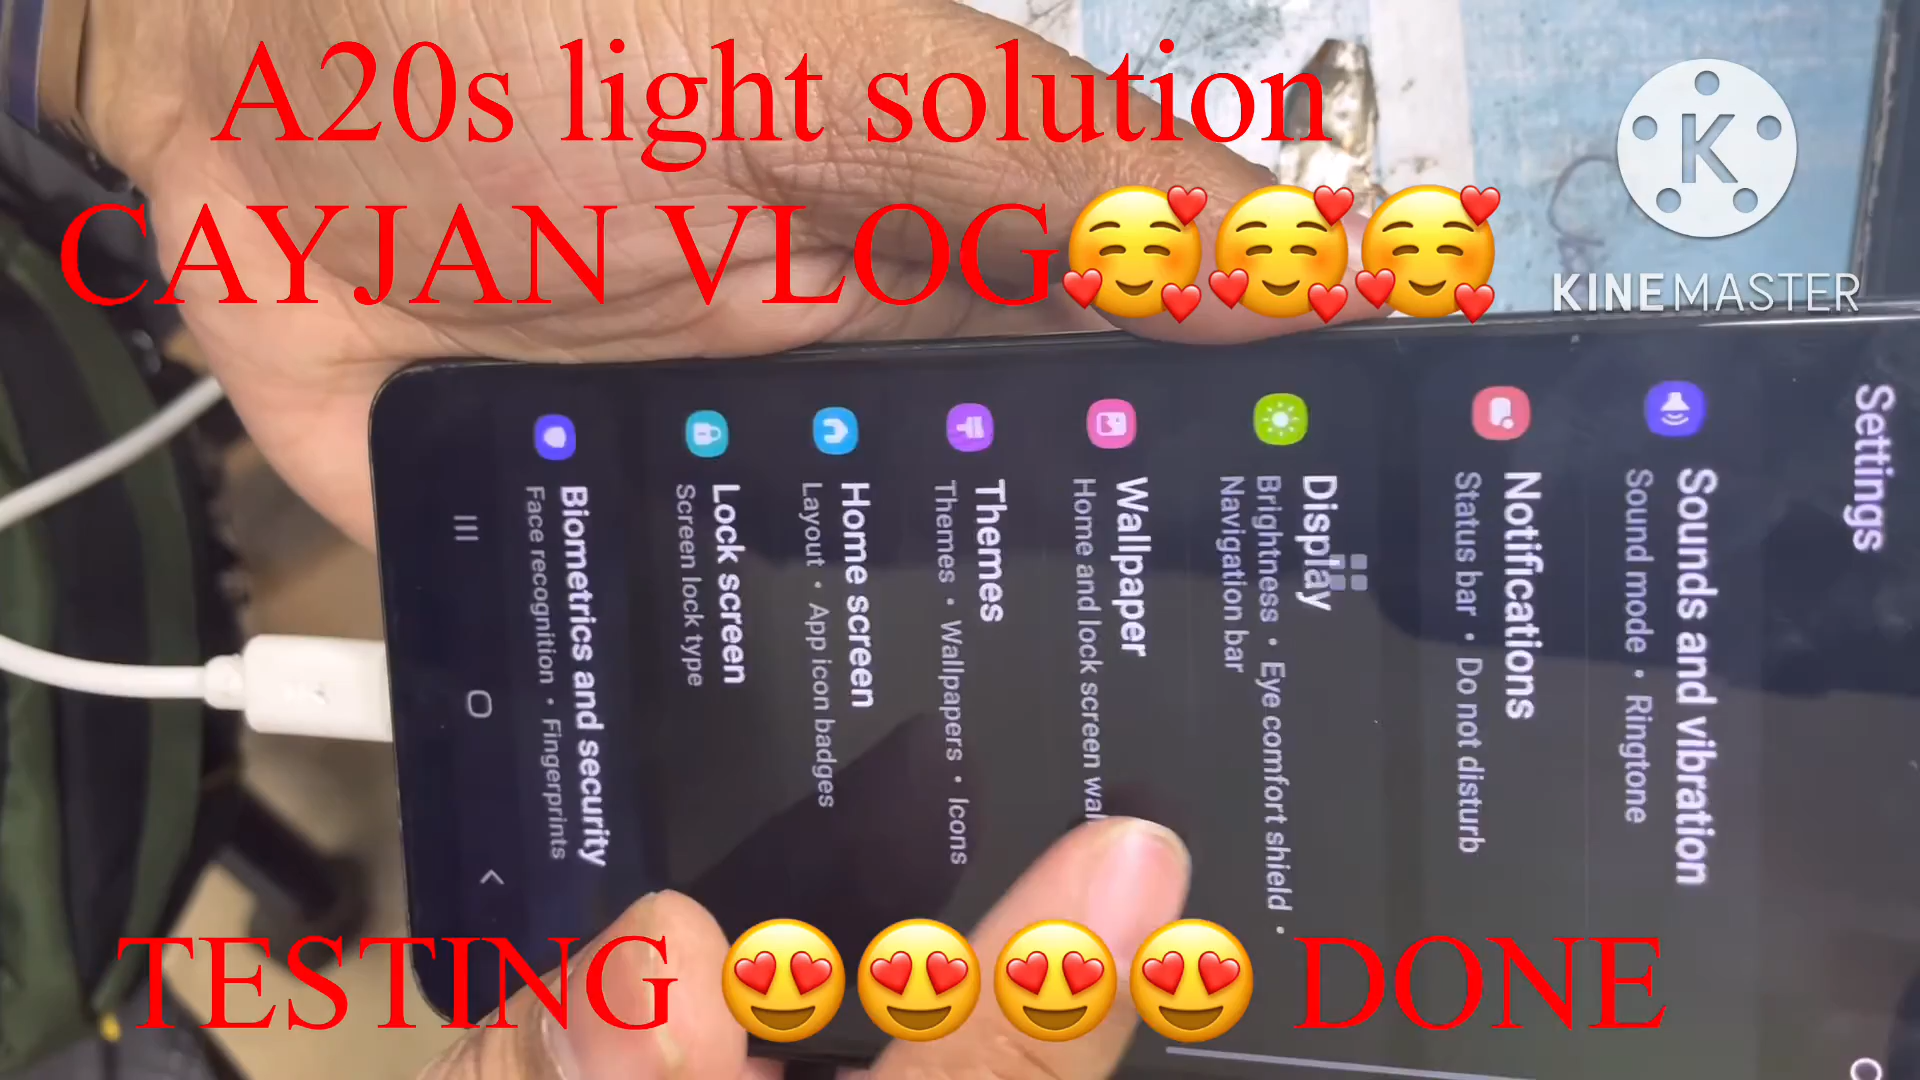 A20s light solution
CAYJAN VLOG🥰🥰🥰
K
KINEMASTER
Settings
Sounds and vibration
Sound mode • Ringtone
Notifications
Status bar • Do not disturb
Display
Brightness • Eye comfort shield •
Navigation bar
Wallpaper
Home and lock screen wal
Themes
Themes • Wallpapers • Icons
Home screen
Layout • App icon badges
Lock screen
Screen lock type
Biometrics and security
Face recognition • Fingerprints
TESTING 😍😍😍😍 DONE